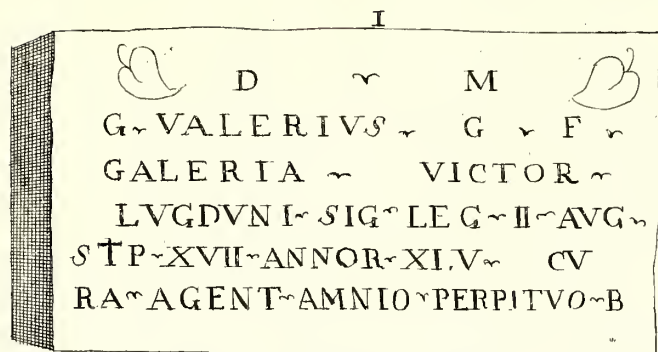 I
D M
G VALERIVS G F
GALERIA VICTOR
LVGDVNI SIG LEG II AVG
STP XVII ANNOR XLV CV
RA AGENT AMNIO PERPITVO B